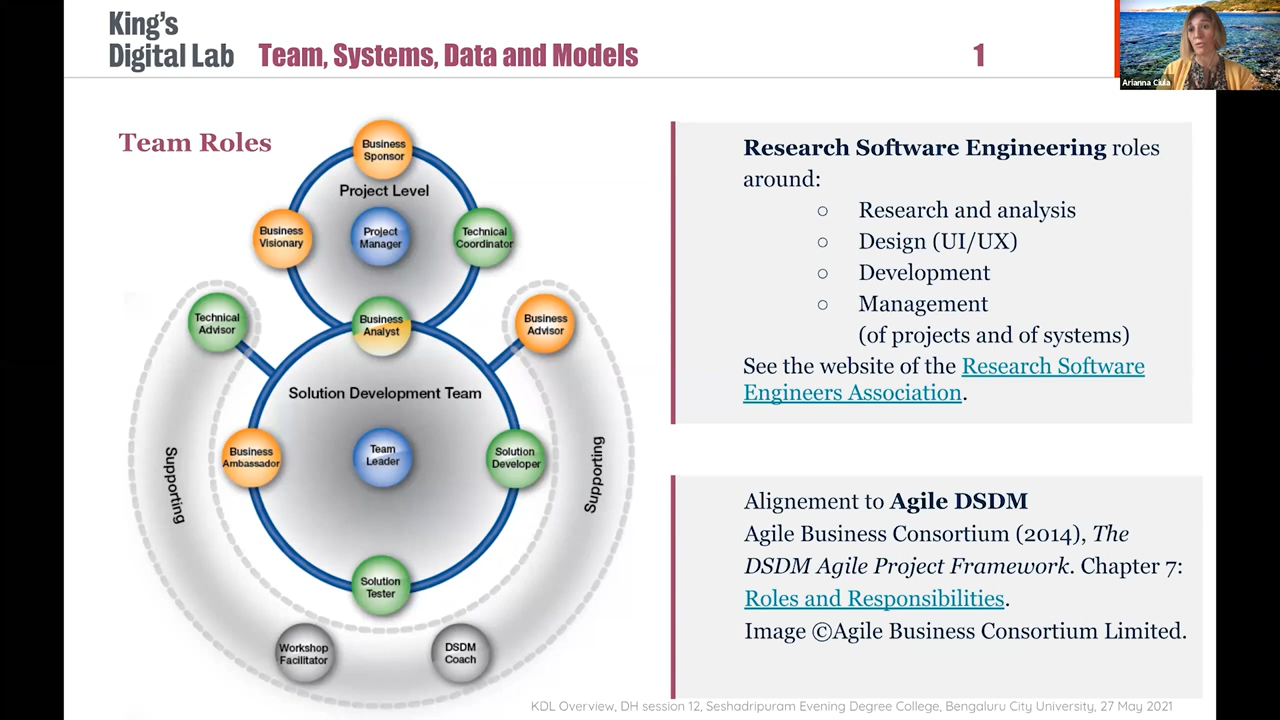 King's
Digital Lab
Team, Systems, Data and Models
1
Arianna Ciula
Team Roles
Business
Sponsor
Project Level
Business
Visionary
Project
Manager
Technical
Coordinator
Technical
Advisor
Business
Analyst
Business
Advisor
Solution Development Team
Business
Ambassador
Team
Leader
Solution
Developer
Supporting
Supporting
Solution
Tester
Workshop
Facilitator
DSDM
Coach
Research Software Engineering roles
around:
○ Research and analysis
○ Design (UI/UX)
○ Development
○ Management
(of projects and of systems)
See the website of the Research Software
Engineers Association.
Alignement to Agile DSDM
Agile Business Consortium (2014), The
DSDM Agile Project Framework. Chapter 7:
Roles and Responsibilities.
Image ©Agile Business Consortium Limited.
KDL Overview, DH session 12, Seshadripuram Evening Degree College, Bengaluru City University, 27 May 2021